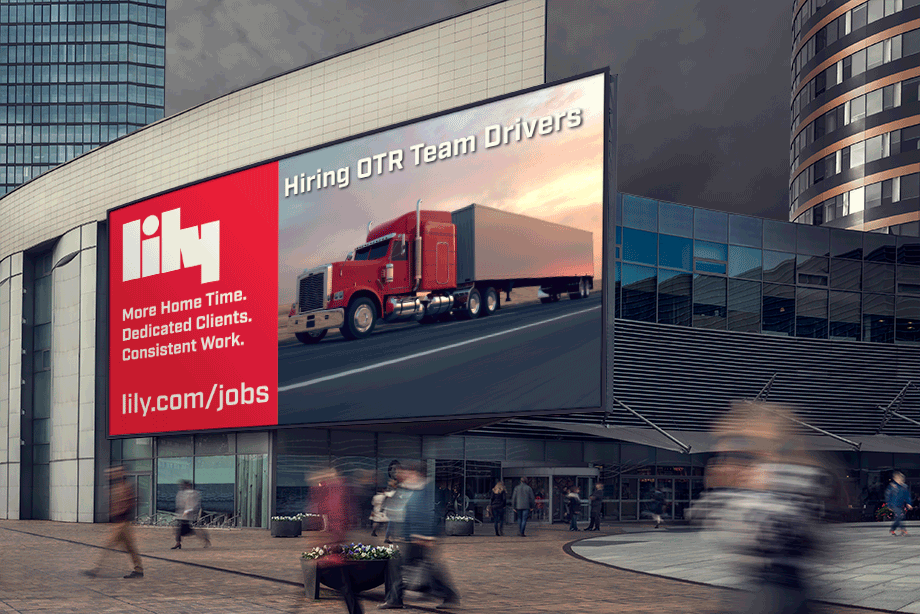 lily
More Home Time.
Dedicated Clients.
Consistent Work.
lily.com/jobs
Hiring OTR Team Drivers